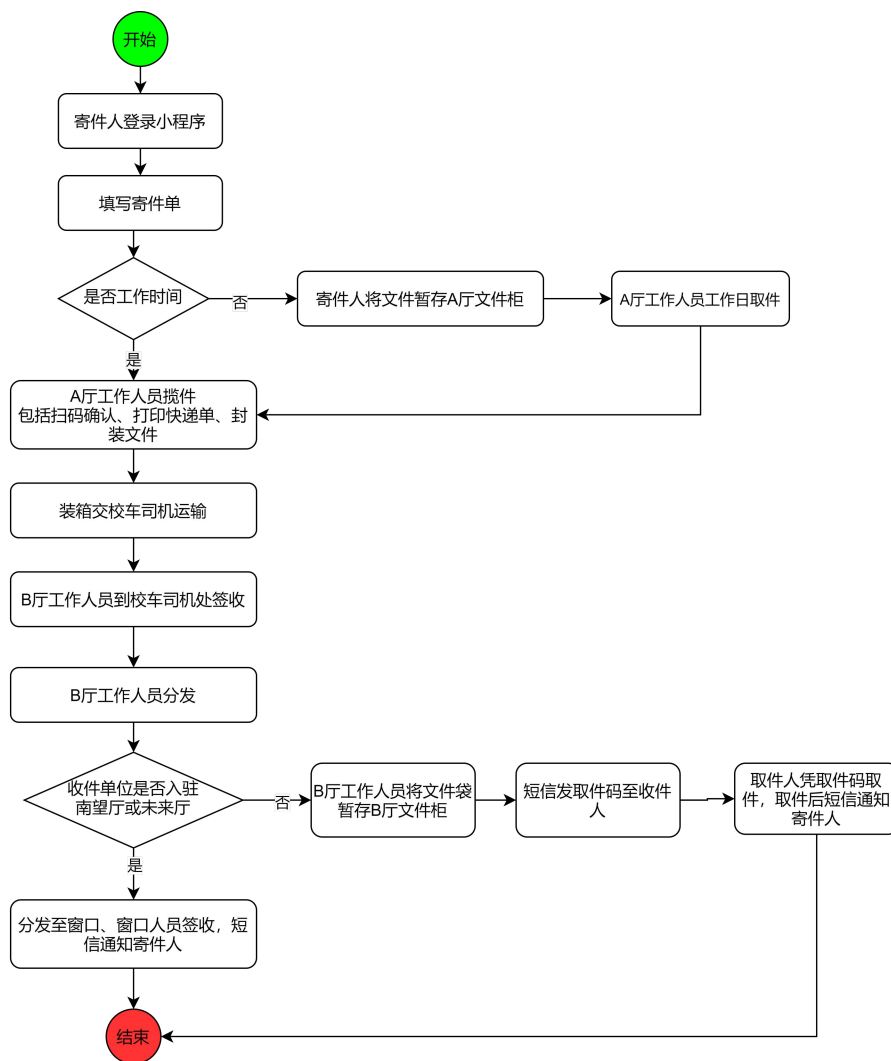 开始
寄件人登录小程序
填写寄件单
是否工作时间
否
寄件人将文件暂存A厅文件柜
A厅工作人员工作日取件
是
A厅工作人员揽件
包括扫码确认、打印快递单、封
装文件
装箱交校车司机运输
B厅工作人员到校车司机处签收
B厅工作人员分发
收件单位是否入驻
南望厅或未来厅
否
B厅工作人员将文件袋
暂存B厅文件柜
短信发取件码至收件
人
取件人凭取件码取
件，取件后短信通知
寄件人
是
分发至窗口、窗口人员签收，短
信通知寄件人
结束